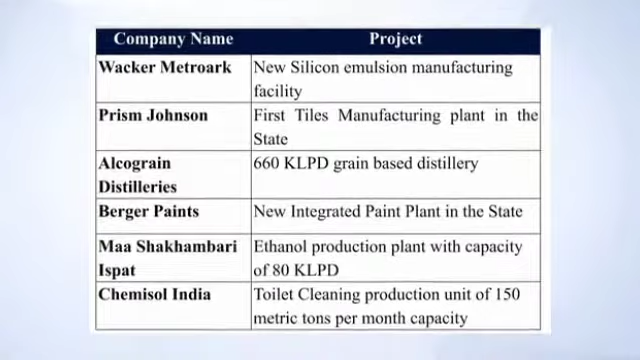 Company Name Project
Wacker Metroark New Silicon emulsion manufacturing
facility
Prism Johnson First Tiles Manufacturing plant in the
State
Alcograin 660 KLPD grain based distillery
Distilleries
Berger Paints New Integrated Paint Plant in the State
Maa Shakhambari Ethanol production plant with capacity
Ispat of 80 KLPD
Chemisol India Toilet Cleaning production unit of 150
metric tons per month capacity